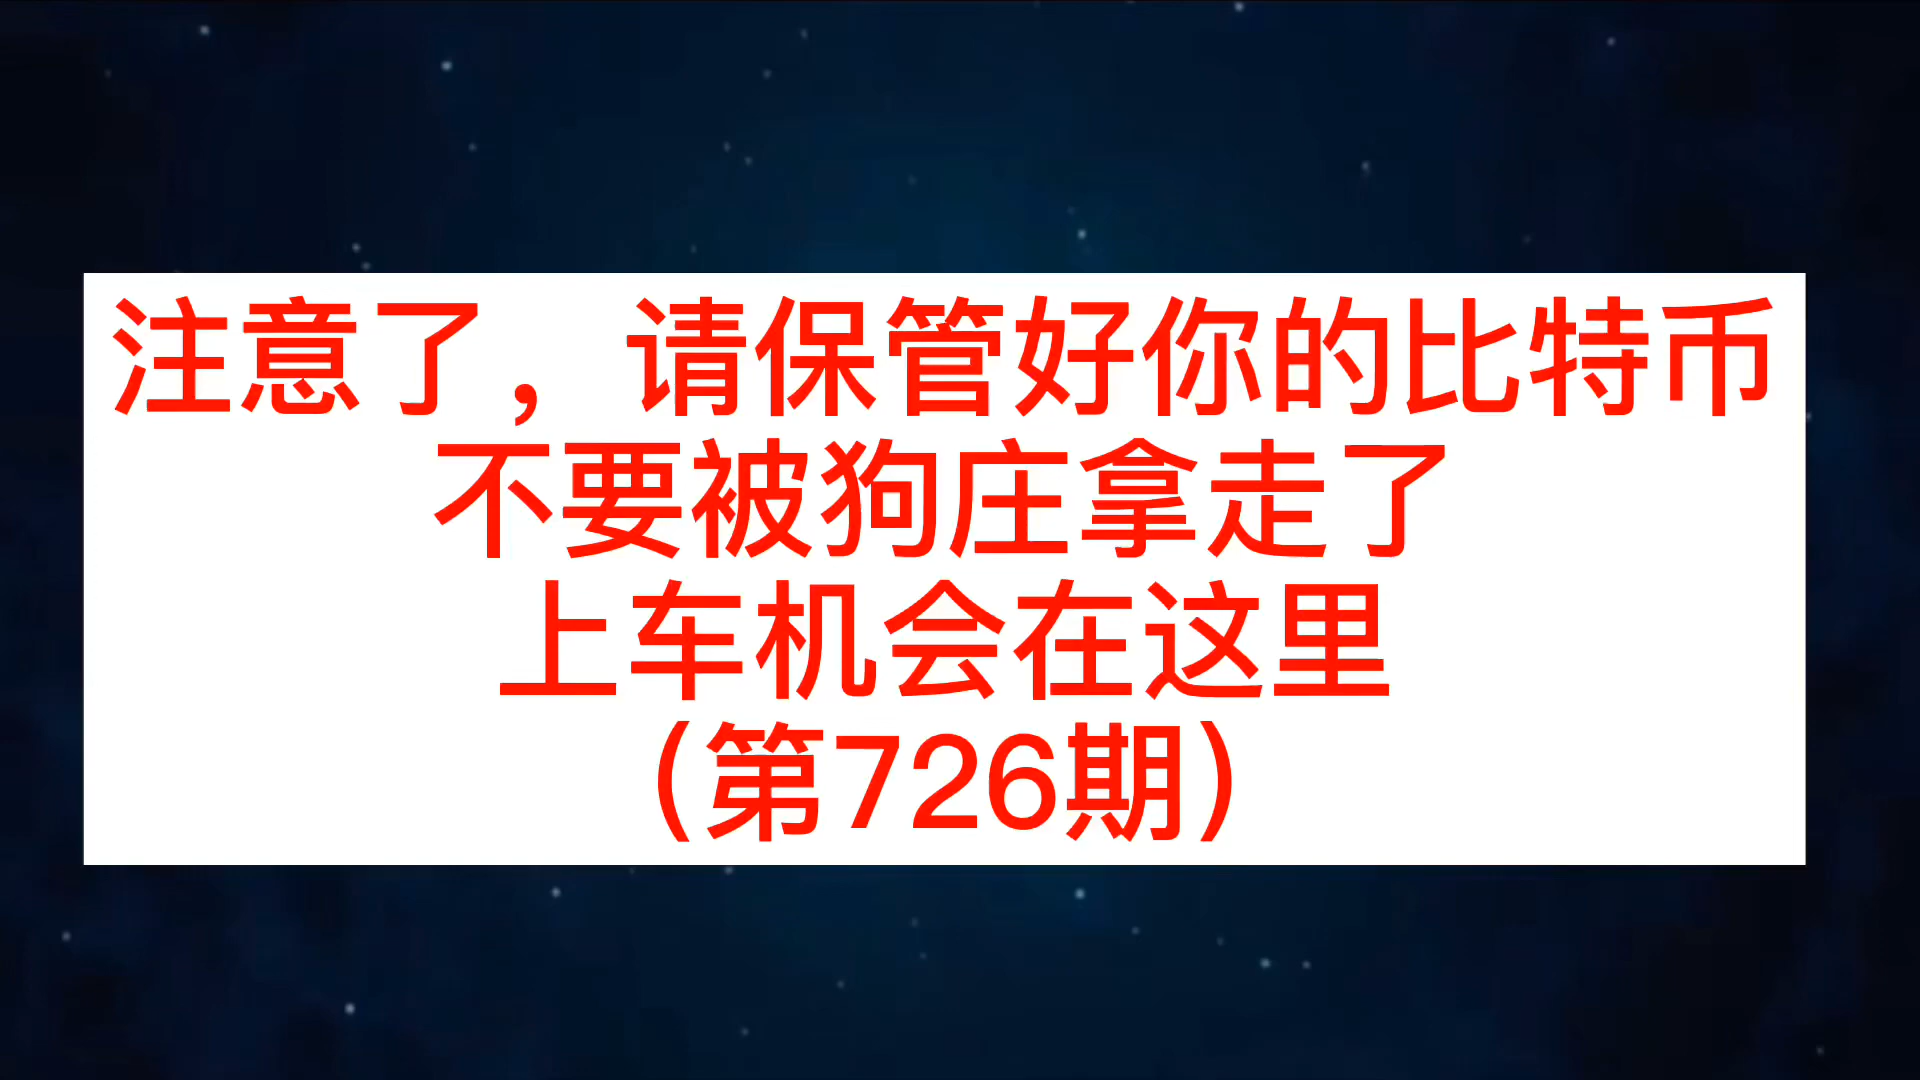 注意了，请保管好你的比特币
不要被狗庄拿走了
上车机会在这里
（第726期）